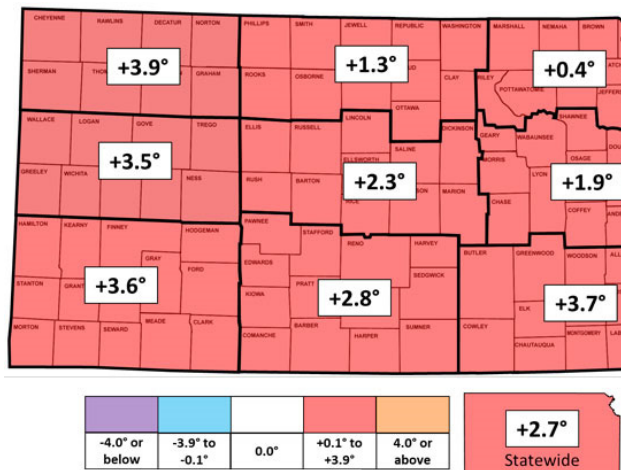 CHEYENNE RAWLINS DECATUR NORTON PHILLIPS SMITH JEWELL REPUBLIC WASHINGTON MARSHALL NEMAHA BROWN
+3.9° +1.3° +0.4°
SHERMAN GRAHAM ROOKS OSBORNE CLAY RILEY POTTAWATOMIE
OTTAWA SHAWNEE
WALLACE LOGAN GOVE TREGO ELLIS RUSSELL LINCOLN DICKINSON GEARY WABAUNSEE
SALINE
ELLSWORTH MORRIS OSAGE
+3.5° +2.3° +1.9°
GREELEY WICHITA NESS RUSH BARTON RICE MARION CHASE LYON
COFFEY
HAMILTON KEARNY FINNEY HODGEMAN PAWNEE STAFFORD RENO HARVEY BUTLER GREENWOOD WOODSON
GRAY EDWARDS SEDGWICK
FORD
+3.6° +2.8° +3.7°
STANTON GRANT KIOWA PRATT ELK
MORTON STEVENS SEWARD MEADE CLARK COMANCHE BARBER HARPER SUMNER COWLEY CHAUTAUQUA MONTGOMERY
-4.0° or below
-3.9° to -0.1°
0.0°
+0.1° to +3.9°
4.0° or above
+2.7°
Statewide